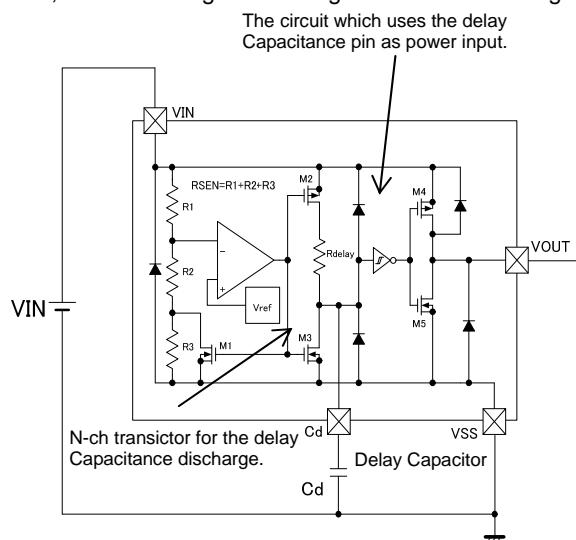 The circuit which uses the delay
Capacitance pin as power input.
VIN
RSEN=R1+R2+R3
M2
M4
R1
Rdelay
VOUT
R2
Vref
VIN
R3
M1
M3
M5
N-ch transictor for the delay
Capacitance discharge.
Cd
VSS
Delay Capacitor
Cd